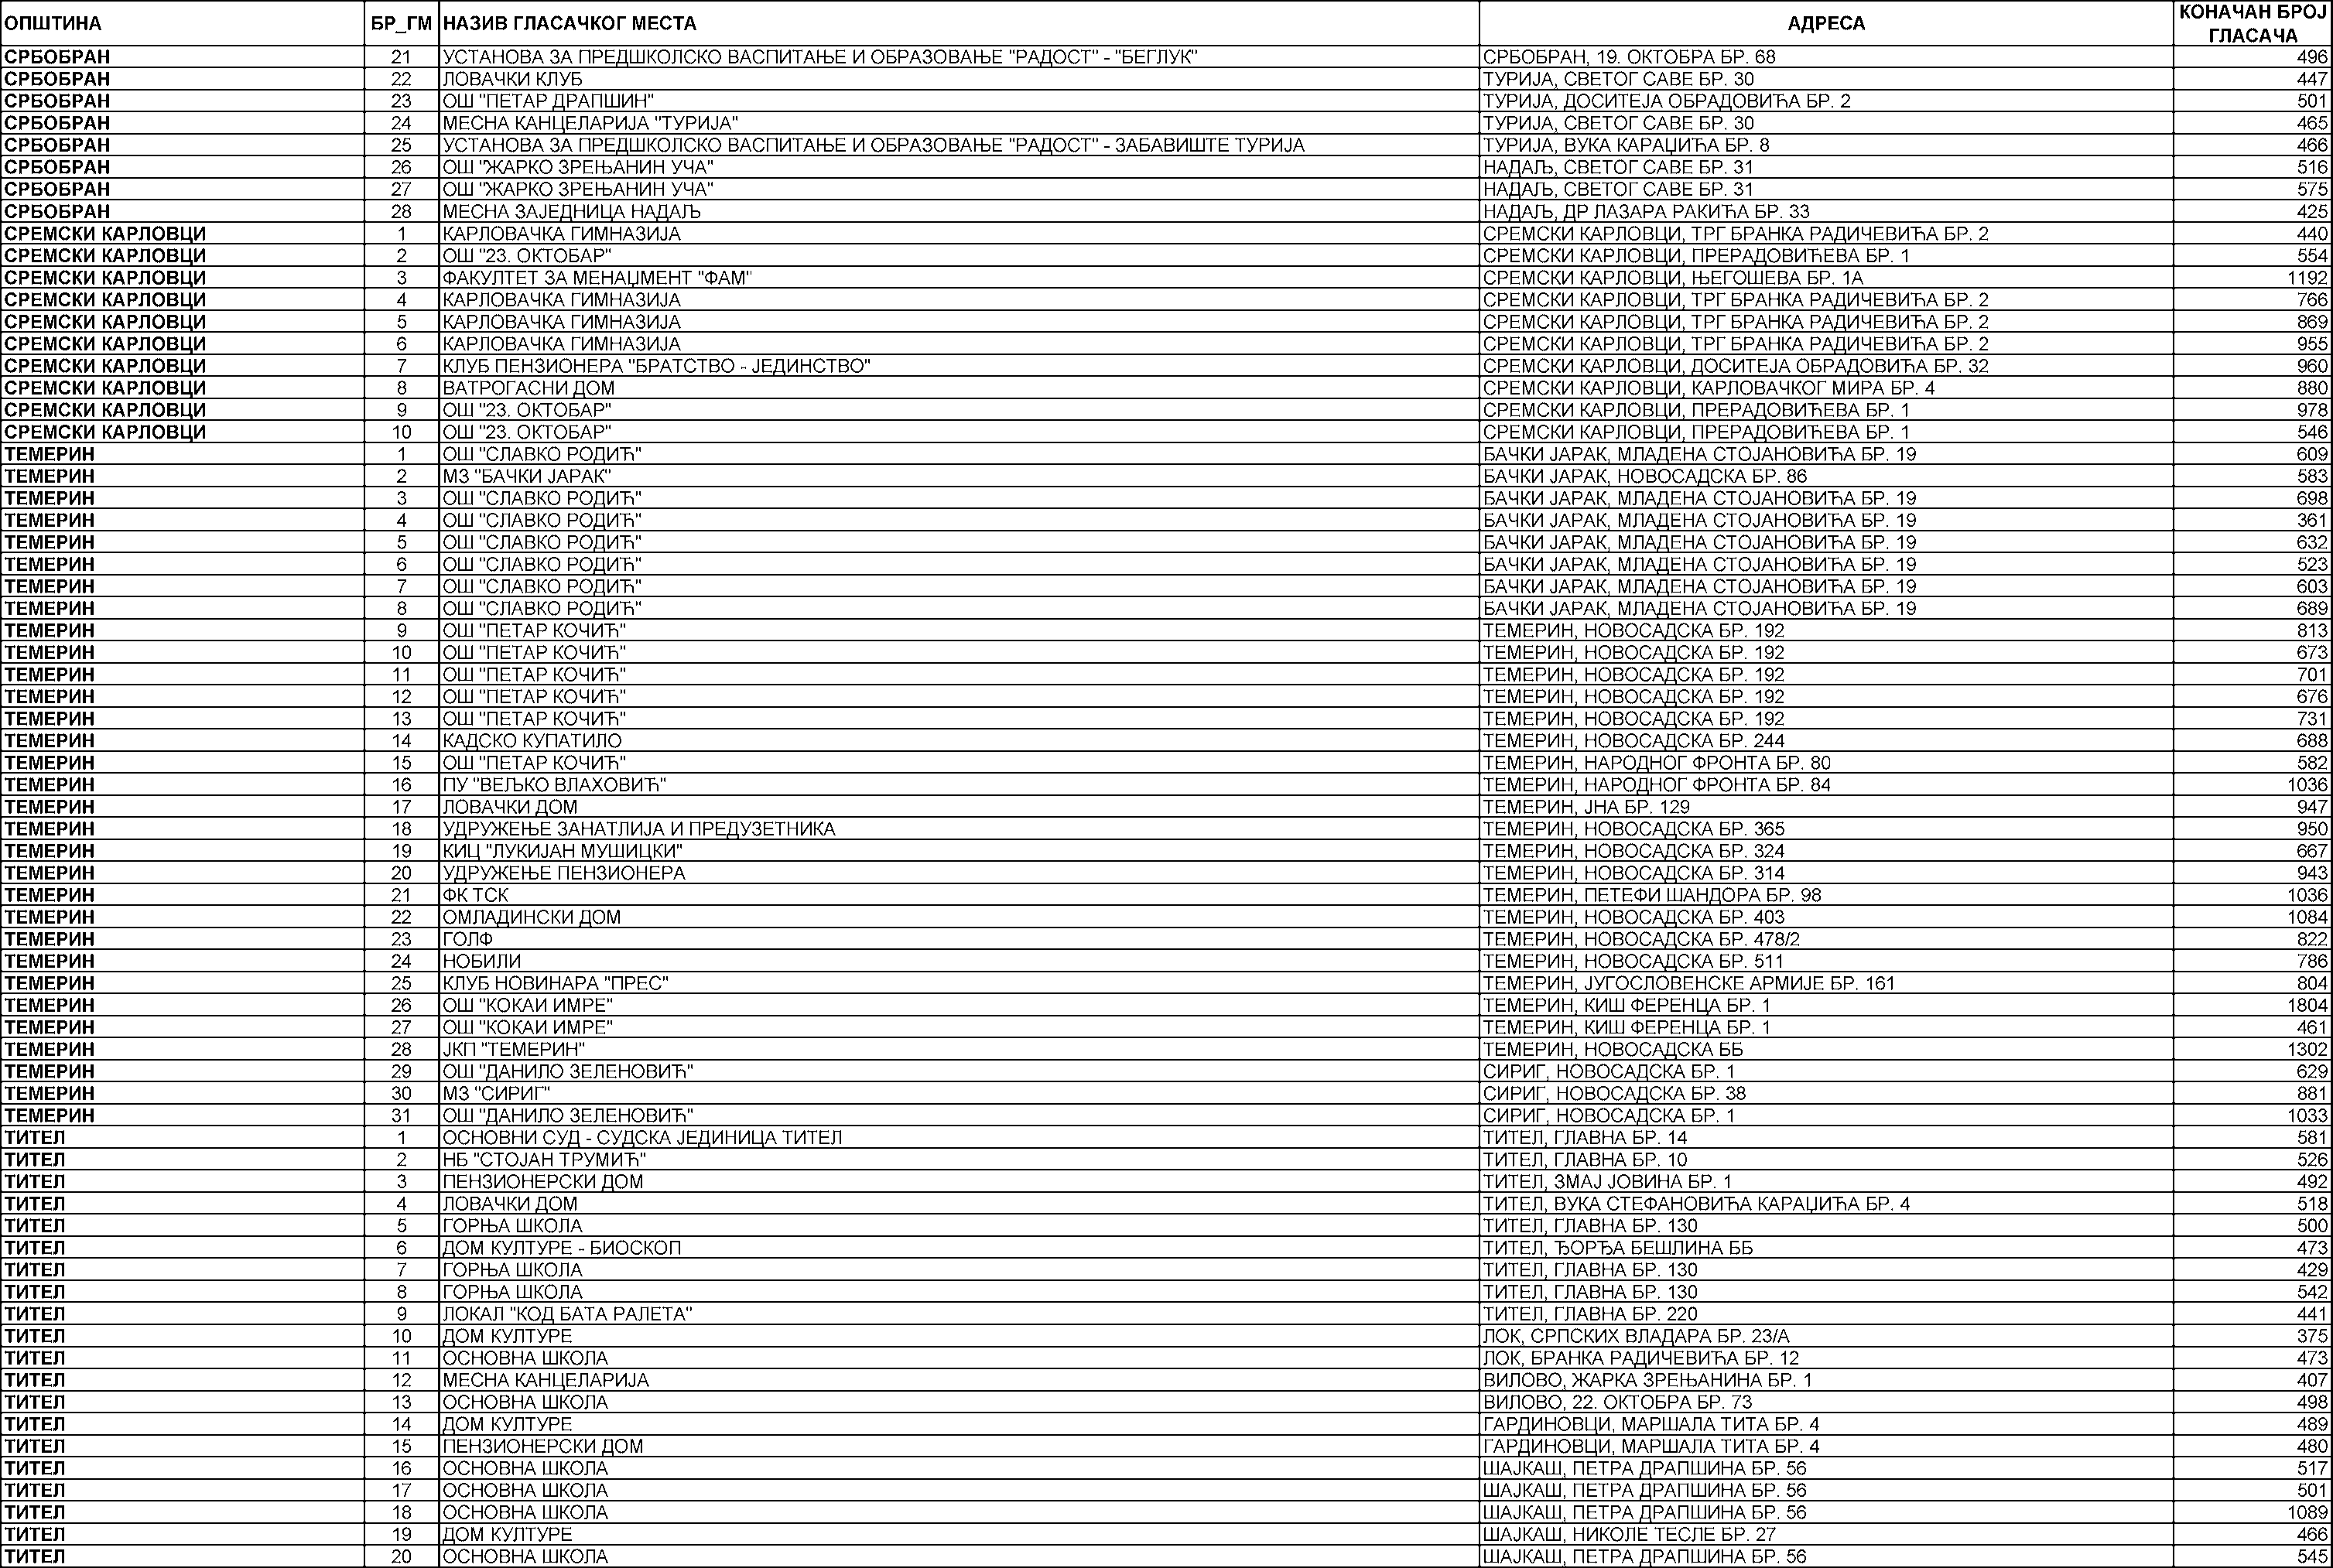 ОПШТИНА БР_ГМ НАЗИВ ГЛАСАЧКОГ МЕСТА АДРЕСА КОНАЧАН БРОЈ ГЛАСАЧА
СРБОБРАН 21 УСТАНОВА ЗА ПРЕДШКОЛСКО ВАСПИТАЊЕ И ОБРАЗОВАЊЕ "РАДОСТ" - "БЕГЛУК" СРБОБРАН, 19. ОКТОБРА БР. 68 496
СРБОБРАН 22 ЛОВАЧКИ КЛУБ ТУРИЈА, СВЕТОГ САВЕ БР. 30 447
СРБОБРАН 23 ОШ "ПЕТАР ДРАПШИН" ТУРИЈА, ДОСИТЕЈА ОБРАДОВИЋА БР. 2 501
СРБОБРАН 24 МЕСНА КАНЦЕЛАРИЈА "ТУРИЈА" ТУРИЈА, СВЕТОГ САВЕ БР. 30 465
СРБОБРАН 25 УСТАНОВА ЗА ПРЕДШКОЛСКО ВАСПИТАЊЕ И ОБРАЗОВАЊЕ "РАДОСТ" - ЗАБАВИШТЕ ТУРИЈА ТУРИЈА, ВУКА КАРАЏИЋА БР. 8 466
СРБОБРАН 26 ОШ "ЖАРКО ЗРЕЊАНИН УЧА" НАДАЉ, СВЕТОГ САВЕ БР. 31 516
СРБОБРАН 27 ОШ "ЖАРКО ЗРЕЊАНИН УЧА" НАДАЉ, СВЕТОГ САВЕ БР. 31 575
СРБОБРАН 28 МЕСНА ЗАЈЕДНИЦА НАДАЉ НАДАЉ, ДР ЛАЗАРА РАКИЋА БР. 33 425
СРЕМСКИ КАРЛОВЦИ 1 КАРЛОВАЧКА ГИМНАЗИЈА СРЕМСКИ КАРЛОВЦИ, ТРГ БРАНКА РАДИЧЕВИЋА БР. 2 440
СРЕМСКИ КАРЛОВЦИ 2 ОШ "23. ОКТОБАР" СРЕМСКИ КАРЛОВЦИ, ПРЕРАДОВИЋЕВА БР. 1 554
СРЕМСКИ КАРЛОВЦИ 3 ФАКУЛТЕТ ЗА МЕНАЏМЕНТ "ФАМ" СРЕМСКИ КАРЛОВЦИ, ЊЕГОШЕВА БР. 1А 1192
СРЕМСКИ КАРЛОВЦИ 4 КАРЛОВАЧКА ГИМНАЗИЈА СРЕМСКИ КАРЛОВЦИ, ТРГ БРАНКА РАДИЧЕВИЋА БР. 2 766
СРЕМСКИ КАРЛОВЦИ 5 КАРЛОВАЧКА ГИМНАЗИЈА СРЕМСКИ КАРЛОВЦИ, ТРГ БРАНКА РАДИЧЕВИЋА БР. 2 869
СРЕМСКИ КАРЛОВЦИ 6 КАРЛОВАЧКА ГИМНАЗИЈА СРЕМСКИ КАРЛОВЦИ, ТРГ БРАНКА РАДИЧЕВИЋА БР. 2 955
СРЕМСКИ КАРЛОВЦИ 7 КЛУБ ПЕНЗИОНЕРА "БРАТСТВО - ЈЕДИНСТВО" СРЕМСКИ КАРЛОВЦИ, ДОСИТЕЈА ОБРАДОВИЋА БР. 32 960
СРЕМСКИ КАРЛОВЦИ 8 ВАТРОГАСНИ ДОМ СРЕМСКИ КАРЛОВЦИ, КАРЛОВАЧКОГ МИРА БР. 4 880
СРЕМСКИ КАРЛОВЦИ 9 ОШ "23. ОКТОБАР" СРЕМСКИ КАРЛОВЦИ, ПРЕРАДОВИЋЕВА БР. 1 978
СРЕМСКИ КАРЛОВЦИ 10 ОШ "23. ОКТОБАР" СРЕМСКИ КАРЛОВЦИ, ПРЕРАДОВИЋЕВА БР. 1 546
ТЕМЕРИН 1 ОШ "СЛАВКО РОДИЋ" БАЧКИ ЈАРАК, МЛАДЕНА СТОЈАНОВИЋА БР. 19 609
ТЕМЕРИН 2 МЗ "БАЧКИ ЈАРАК" БАЧКИ ЈАРАК, НОВОСАДСКА БР. 86 583
ТЕМЕРИН 3 ОШ "СЛАВКО РОДИЋ" БАЧКИ ЈАРАК, МЛАДЕНА СТОЈАНОВИЋА БР. 19 698
ТЕМЕРИН 4 ОШ "СЛАВКО РОДИЋ" БАЧКИ ЈАРАК, МЛАДЕНА СТОЈАНОВИЋА БР. 19 361
ТЕМЕРИН 5 ОШ "СЛАВКО РОДИЋ" БАЧКИ ЈАРАК, МЛАДЕНА СТОЈАНОВИЋА БР. 19 632
ТЕМЕРИН 6 ОШ "СЛАВКО РОДИЋ" БАЧКИ ЈАРАК, МЛАДЕНА СТОЈАНОВИЋА БР. 19 523
ТЕМЕРИН 7 ОШ "СЛАВКО РОДИЋ" БАЧКИ ЈАРАК, МЛАДЕНА СТОЈАНОВИЋА БР. 19 603
ТЕМЕРИН 8 ОШ "СЛАВКО РОДИЋ" БАЧКИ ЈАРАК, МЛАДЕНА СТОЈАНОВИЋА БР. 19 689
ТЕМЕРИН 9 ОШ "ПЕТАР КОЧИЋ" ТЕМЕРИН, НОВОСАДСКА БР. 192 813
ТЕМЕРИН 10 ОШ "ПЕТАР КОЧИЋ" ТЕМЕРИН, НОВОСАДСКА БР. 192 673
ТЕМЕРИН 11 ОШ "ПЕТАР КОЧИЋ" ТЕМЕРИН, НОВОСАДСКА БР. 192 701
ТЕМЕРИН 12 ОШ "ПЕТАР КОЧИЋ" ТЕМЕРИН, НОВОСАДСКА БР. 192 676
ТЕМЕРИН 13 ОШ "ПЕТАР КОЧИЋ" ТЕМЕРИН, НОВОСАДСКА БР. 192 731
ТЕМЕРИН 14 КАДСКО КУПАТИЛО ТЕМЕРИН, НОВОСАДСКА БР. 244 688
ТЕМЕРИН 15 ОШ "ПЕТАР КОЧИЋ" ТЕМЕРИН, НАРОДНОГ ФРОНТА БР. 80 582
ТЕМЕРИН 16 ПУ "ВЕЉКО ВЛАХОВИЋ" ТЕМЕРИН, НАРОДНОГ ФРОНТА БР. 84 1036
ТЕМЕРИН 17 ЛОВАЧКИ ДОМ ТЕМЕРИН, ЈНА БР. 129 947
ТЕМЕРИН 18 УДРУЖЕЊЕ ЗАНАТЛИЈА И ПРЕДУЗЕТНИКА ТЕМЕРИН, НОВОСАДСКА БР. 365 950
ТЕМЕРИН 19 КИЦ "ЛУКИЈАН МУШИЦКИ" ТЕМЕРИН, НОВОСАДСКА БР. 324 667
ТЕМЕРИН 20 УДРУЖЕЊЕ ПЕНЗИОНЕРА ТЕМЕРИН, НОВОСАДСКА БР. 314 943
ТЕМЕРИН 21 ФК ТСК ТЕМЕРИН, ПЕТЕФИ ШАНДОРА БР. 98 1036
ТЕМЕРИН 22 ОМЛАДИНСКИ ДОМ ТЕМЕРИН, НОВОСАДСКА БР. 403 1084
ТЕМЕРИН 23 ГОЛФ ТЕМЕРИН, НОВОСАДСКА БР. 478/2 822
ТЕМЕРИН 24 НОБИЛИ ТЕМЕРИН, НОВОСАДСКА БР. 511 786
ТЕМЕРИН 25 КЛУБ НОВИНАРА "ПРЕС" ТЕМЕРИН, ЈУГОСЛОВЕНСКЕ АРМИЈЕ БР. 161 804
ТЕМЕРИН 26 ОШ "КОКАИ ИМРЕ" ТЕМЕРИН, КИШ ФЕРЕНЦА БР. 1 1804
ТЕМЕРИН 27 ОШ "КОКАИ ИМРЕ" ТЕМЕРИН, КИШ ФЕРЕНЦА БР. 1 461
ТЕМЕРИН 28 ЈКП "ТЕМЕРИН" ТЕМЕРИН, НОВОСАДСКА ББ 1302
ТЕМЕРИН 29 ОШ "ДАНИЛО ЗЕЛЕНОВИЋ" СИРИГ, НОВОСАДСКА БР. 1 629
ТЕМЕРИН 30 МЗ "СИРИГ" СИРИГ, НОВОСАДСКА БР. 38 881
ТЕМЕРИН 31 ОШ "ДАНИЛО ЗЕЛЕНОВИЋ" СИРИГ, НОВОСАДСКА БР. 1 1033
ТИТЕЛ 1 ОСНОВНИ СУД - СУДСКА ЈЕДИНИЦА ТИТЕЛ ТИТЕЛ, ГЛАВНА БР. 14 581
ТИТЕЛ 2 НБ "СТОЈАН ТРУМИЋ" ТИТЕЛ, ГЛАВНА БР. 10 526
ТИТЕЛ 3 ПЕНЗИОНЕРСКИ ДОМ ТИТЕЛ, ЗМАЈ ЈОВИНА БР. 1 492
ТИТЕЛ 4 ЛОВАЧКИ ДОМ ТИТЕЛ, ВУКА СТЕФАНОВИЋА КАРАЏИЋА БР. 4 518
ТИТЕЛ 5 ГОРЊА ШКОЛА ТИТЕЛ, ГЛАВНА БР. 130 500
ТИТЕЛ 6 ДОМ КУЛТУРЕ - БИОСКОП ТИТЕЛ, ЂОРЂА БЕШЛИНА ББ 473
ТИТЕЛ 7 ГОРЊА ШКОЛА ТИТЕЛ, ГЛАВНА БР. 130 429
ТИТЕЛ 8 ГОРЊА ШКОЛА ТИТЕЛ, ГЛАВНА БР. 130 542
ТИТЕЛ 9 ЛОКАЛ "КОД БАТА РАЛЕТА" ТИТЕЛ, ГЛАВНА БР. 220 441
ТИТЕЛ 10 ДОМ КУЛТУРЕ ЛОК, СРПСКИХ ВЛАДАРА БР. 23/А 375
ТИТЕЛ 11 ОСНОВНА ШКОЛА ЛОК, БРАНКА РАДИЧЕВИЋА БР. 12 473
ТИТЕЛ 12 МЕСНА КАНЦЕЛАРИЈА ВИЛОВО, ЖАРКА ЗРЕЊАНИНА БР. 1 407
ТИТЕЛ 13 ОСНОВНА ШКОЛА ВИЛОВО, 22. ОКТОБРА БР. 73 498
ТИТЕЛ 14 ДОМ КУЛТУРЕ ГАРДИНОВЦИ, МАРШАЛА ТИТА БР. 4 489
ТИТЕЛ 15 ПЕНЗИОНЕРСКИ ДОМ ГАРДИНОВЦИ, МАРШАЛА ТИТА БР. 4 480
ТИТЕЛ 16 ОСНОВНА ШКОЛА ШАЈКАШ, ПЕТРА ДРАПШИНА БР. 56 517
ТИТЕЛ 17 ОСНОВНА ШКОЛА ШАЈКАШ, ПЕТРА ДРАПШИНА БР. 56 501
ТИТЕЛ 18 ОСНОВНА ШКОЛА ШАЈКАШ, ПЕТРА ДРАПШИНА БР. 56 1089
ТИТЕЛ 19 ДОМ КУЛТУРЕ ШАЈКАШ, НИКОЛЕ ТЕСЛЕ БР. 27 466
ТИТЕЛ 20 ОСНОВНА ШКОЛА ШАЈКАШ, ПЕТРА ДРАПШИНА БР. 56 545